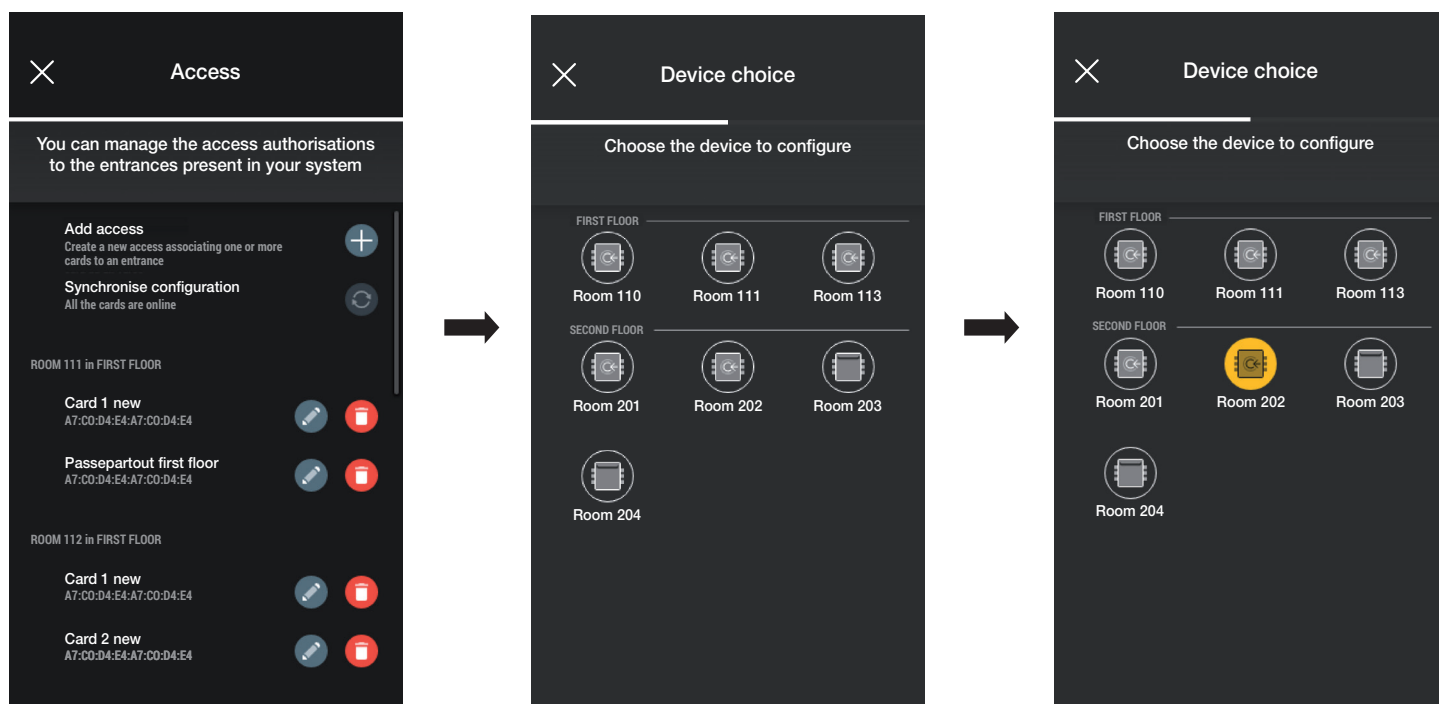 Access
You can manage the access authorisations
to the entrances present in your system
Add access
Create a new access associating one or more
cards to an entrance
Synchronise configuration
All the cards are online
ROOM 111 in FIRST FLOOR
Card 1 new
A7:C0:D4:E4:A7:C0:D4:E4
Passepartout first floor
A7:C0:D4:E4:A7:C0:D4:E4
ROOM 112 in FIRST FLOOR
Card 1 new
A7:C0:D4:E4:A7:C0:D4:E4
Card 2 new
A7:C0:D4:E4:A7:C0:D4:E4
Device choice
Choose the device to configure
FIRST FLOOR
Room 110 Room 111 Room 113
SECOND FLOOR
Room 201 Room 202 Room 203
Room 204
Device choice
Choose the device to configure
FIRST FLOOR
Room 110 Room 111 Room 113
SECOND FLOOR
Room 201 Room 202 Room 203
Room 204